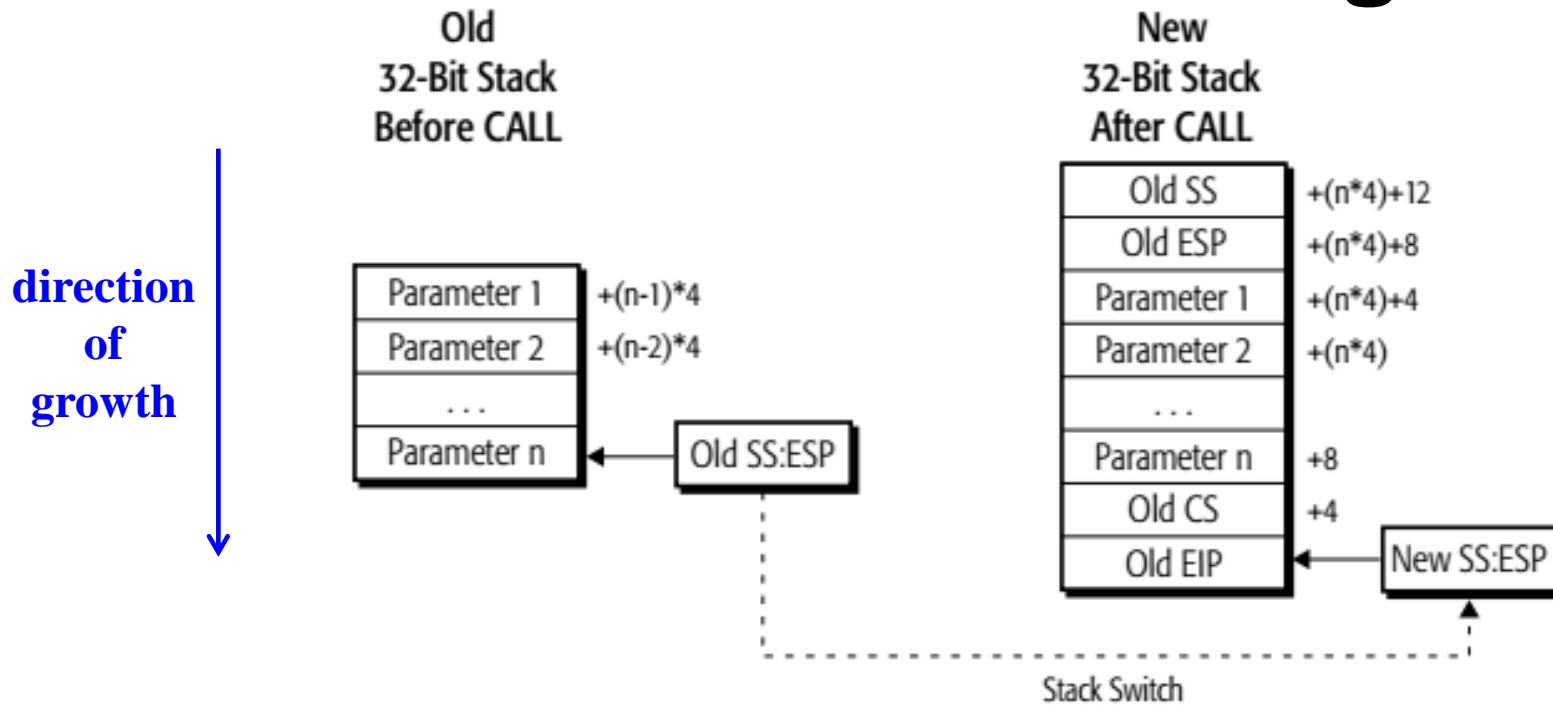 Old
32-Bit Stack
Before CALL
New
32-Bit Stack
After CALL
direction
of
growth
Parameter 1 +(n-1)*4
Parameter 2 +(n-2)*4
. . .
Parameter n
Old SS:ESP
Old SS +(n*4)+12
Old ESP +(n*4)+8
Parameter 1 +(n*4)+4
Parameter 2 +(n*4)
. . .
Parameter n +8
Old CS +4
Old EIP
New SS:ESP
Stack Switch